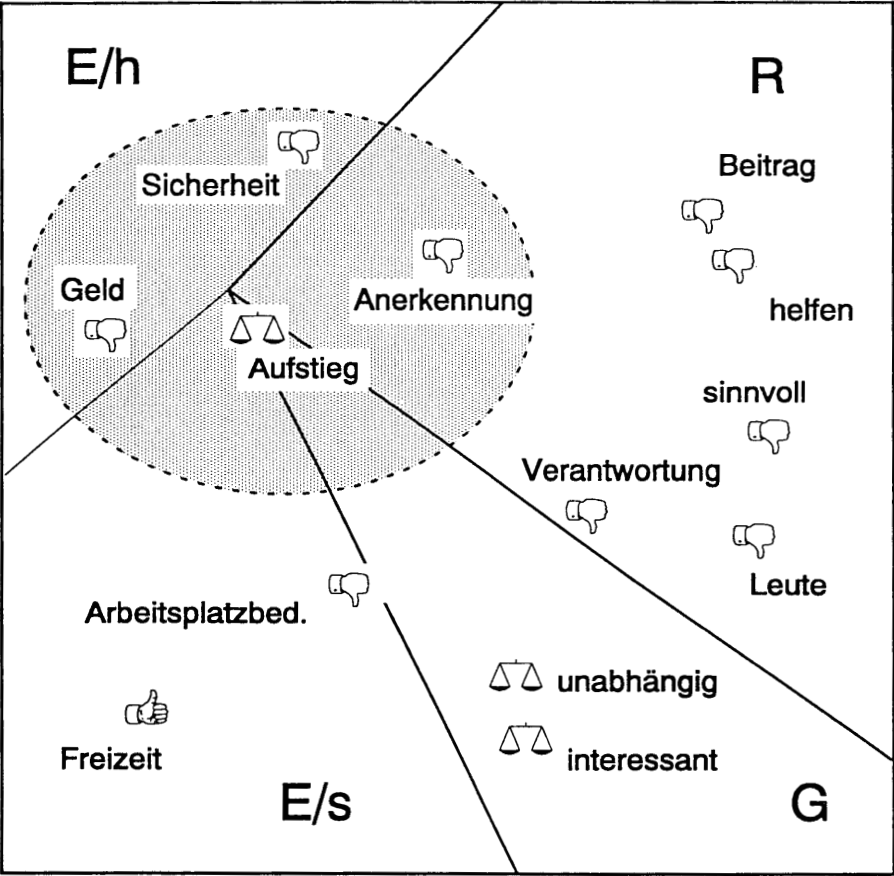 E/h
R
Beitrag
Sicherheit
Geld
Anerkennung
helfen
Aufstieg
sinnvoll
Verantwortung
Leute
Arbeitsplatzbed.
unabhängig
Freizeit
interessant
E/s
G